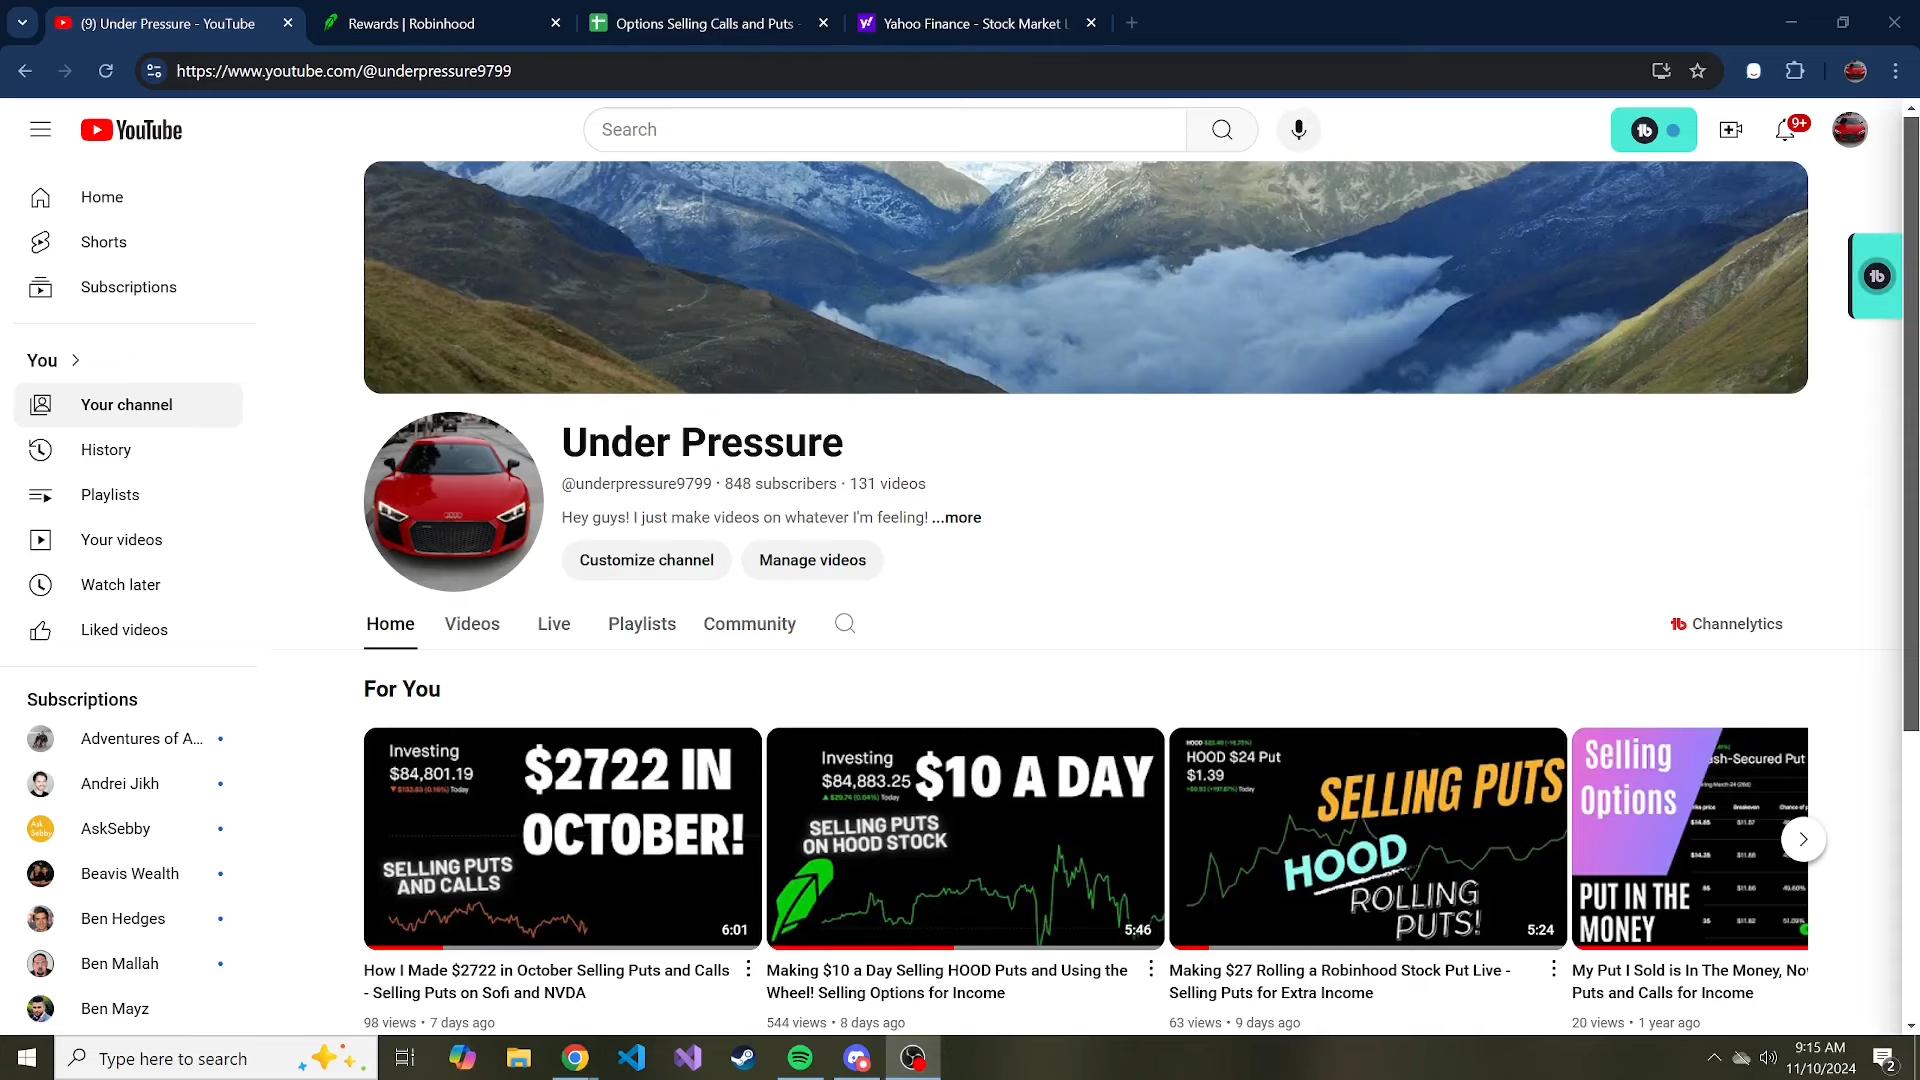 (9) Under Pressure - YouTube
Rewards | Robinhood
Options Selling Calls and Puts -
Yahoo Finance - Stock Market L
https://www.youtube.com/@underpressure9799
YouTube
Search
9+
Home
Shorts
Subscriptions
You
Your channel
History
Playlists
Your videos
Watch later
Liked videos
Subscriptions
Adventures of A...
Andrei Jikh
AskSebby
Beavis Wealth
Ben Hedges
Ben Mallah
Ben Mayz
Under Pressure
@underpressure9799 · 848 subscribers · 131 videos
Hey guys! I just make videos on whatever I'm feeling! ...more
Customize channel
Manage videos
Home
Videos
Live
Playlists
Community
Channelytics
For You
Investing
$84,801.19
$2722 IN
OCTOBER!
SELLING PUTS
AND CALLS
6:01
How I Made $2722 in October Selling Puts and Calls
- Selling Puts on Sofi and NVDA
98 views • 7 days ago
Investing
$84,883.25
$10 A DAY
SELLING PUTS
ON HOOD STOCK
5:46
Making $10 a Day Selling HOOD Puts and Using the
Wheel! Selling Options for Income
544 views • 8 days ago
HOOD $24 Put
$1.39
SELLING PUTS
HOOD
ROLLING
PUTS!
5:24
Making $27 Rolling a Robinhood Stock Put Live -
Selling Puts for Extra Income
63 views • 9 days ago
Selling
Options
ash-Secured Put
PUT IN THE
MONEY
My Put I Sold is In The Money, No
Puts and Calls for Income
20 views • 1 year ago
Type here to search
9:15 AM
11/10/2024
2